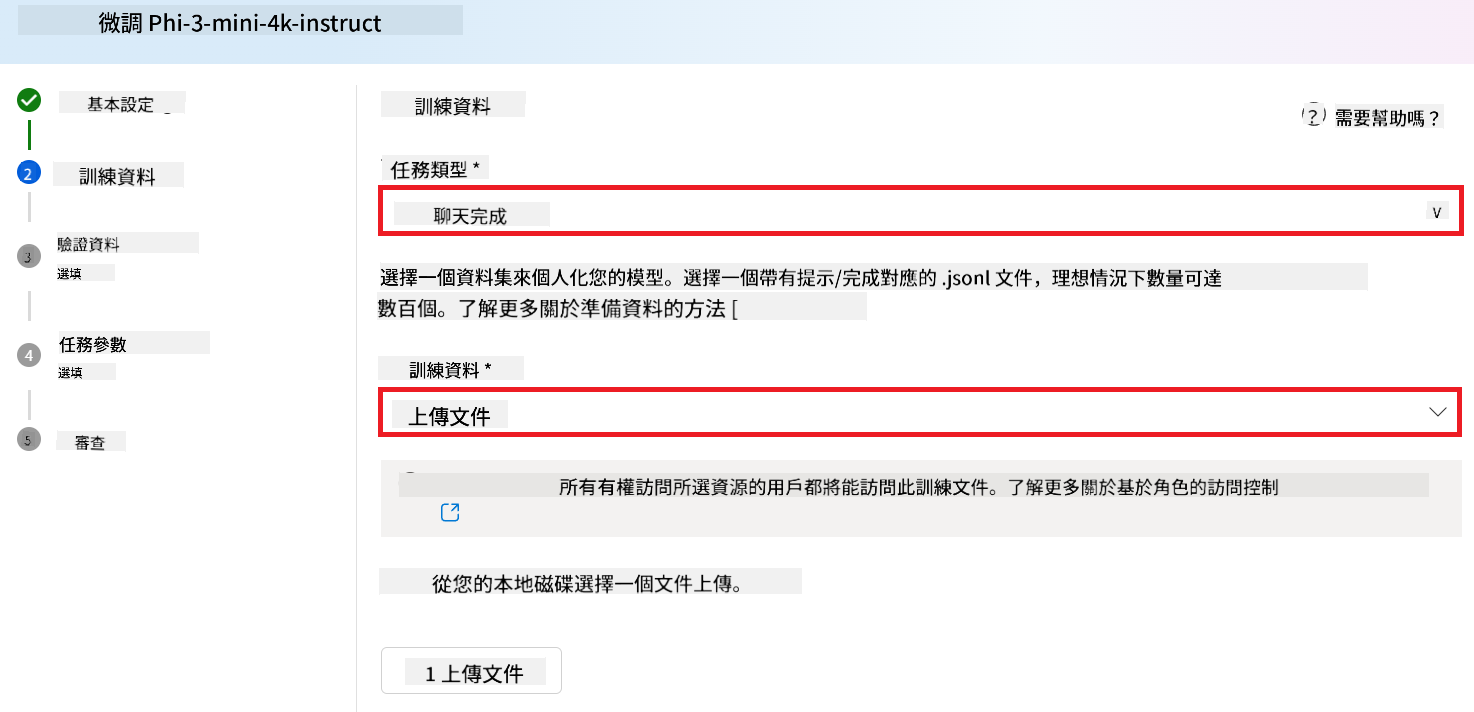 微調 Phi-3-mini-4k-instruct
基本設定
2
訓練資料
3
驗證資料
選填
4
任務參數
選填
5
審查
訓練資料
? 需要幫助嗎？
任務類型 *
聊天完成
v
選擇一個資料集來個人化您的模型。選擇一個帶有提示/完成對應的 .jsonl 文件，理想情況下數量可達
數百個。了解更多關於準備資料的方法 [
訓練資料 *
上傳文件
所有有權訪問所選資源的用戶都將能訪問此訓練文件。了解更多關於基於角色的訪問控制
從您的本地磁碟選擇一個文件上傳。
1 上傳文件